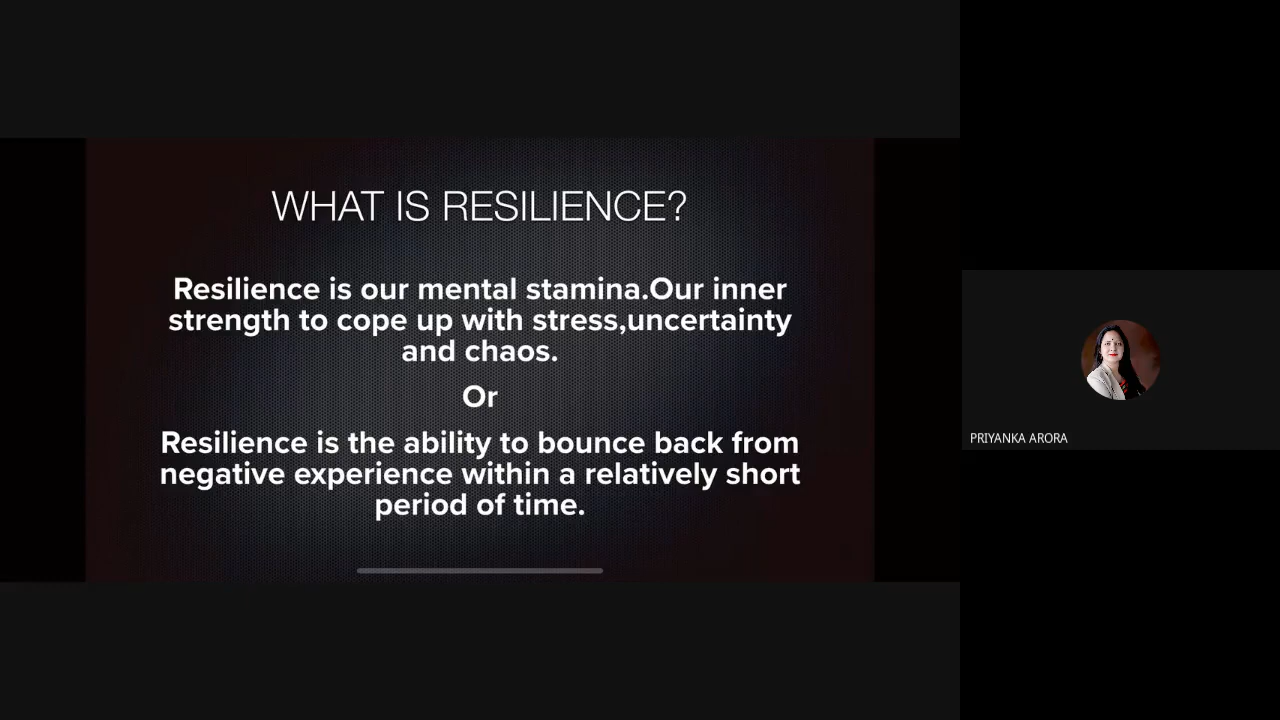 WHAT IS RESILIENCE?
Resilience is our mental stamina.Our inner
strength to cope up with stress,uncertainty
and chaos.
Or
Resilience is the ability to bounce back from
negative experience within a relatively short
period of time.
PRIYANKA ARORA